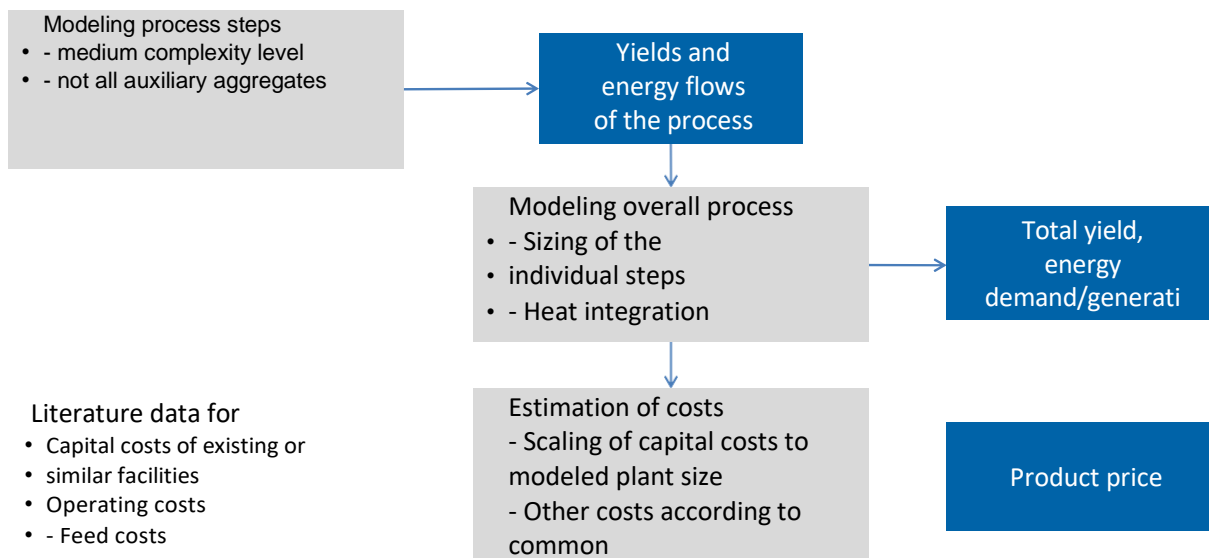 Modeling process steps
• - medium complexity level
• - not all auxiliary aggregates
Yields and
energy flows
of the process
Modeling overall process
• - Sizing of the
• individual steps
• - Heat integration
Total yield,
energy
demand/generati
Literature data for
• Capital costs of existing or
• similar facilities
• Operating costs
• - Feed costs
Estimation of costs
- Scaling of capital costs to
modeled plant size
- Other costs according to
common
Product price